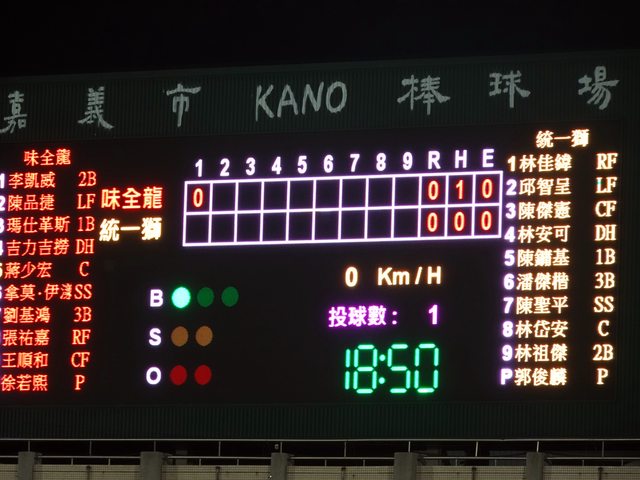 嘉義市 KANO 棒球場
味全龍
1 李凱威 2B
2 陳品捷 LF
3 瑪仕革斯 1B
4 吉力吉撈 DH
5 蔣少宏 C
6 拿莫·伊漾 SS
7 劉基鴻 3B
張祐嘉 RF
王順和 CF
徐若熙 P
1 2 3 4 5 6 7 8 9 R H E
味全龍 0 0 1 0
統一獅 0 0 0
0 Km/H
B
投球數: 1
S
O
18:50
統一獅
1 林佳緯 RF
2 邱智呈 LF
3 陳傑憲 CF
4 林安可 DH
5 陳鏞基 1B
6 潘傑楷 3B
7 陳聖平 SS
8 林岱安 C
9 林祖傑 2B
P 郭俊麟 P